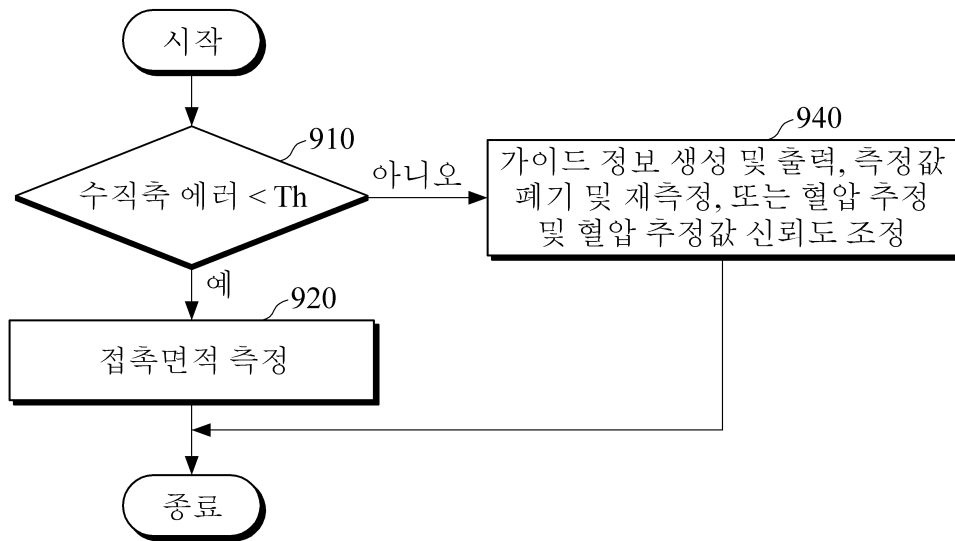 시작
910
수직축 에러 < Th
아니오
940
가이드 정보 생성 및 출력, 측정값
폐기 및 재측정, 또는 혈압 추정
및 혈압 추정값 신뢰도 조정
예
920
접촉면적 측정
종료